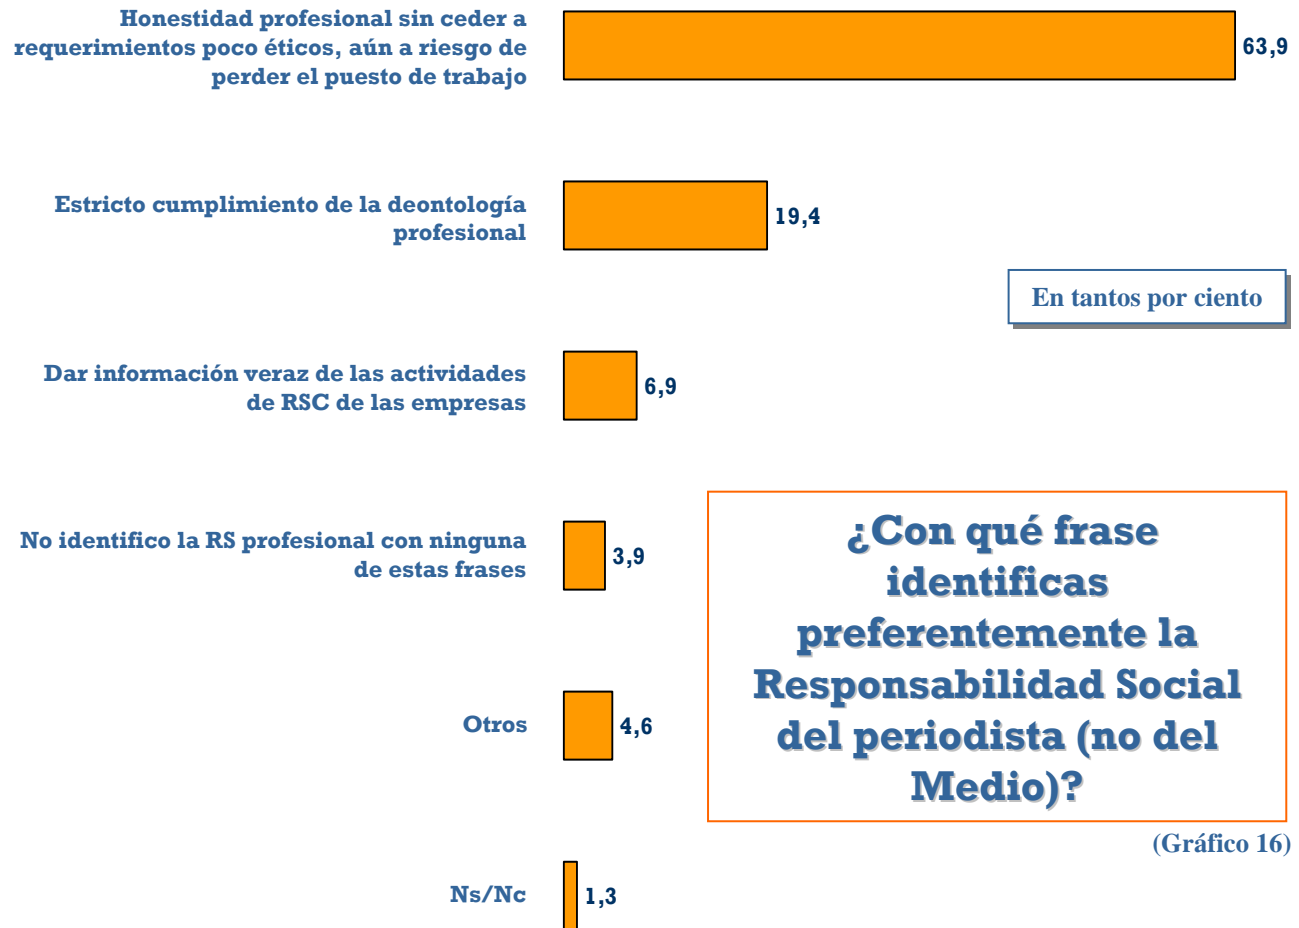 Honestidad profesional sin ceder a
requerimientos poco éticos, aún a riesgo de
perder el puesto de trabajo
63,9
Estricto cumplimiento de la deontología
profesional
19,4
En tantos por ciento
Dar información veraz de las actividades
de RSC de las empresas
6,9
No identifico la RS profesional con ninguna
de estas frases
3,9
¿Con qué frase
identificas
preferentemente la
Responsabilidad Social
del periodista (no del
Medio)?
Otros
4,6
(Gráfico 16)
Ns/Nc
1,3